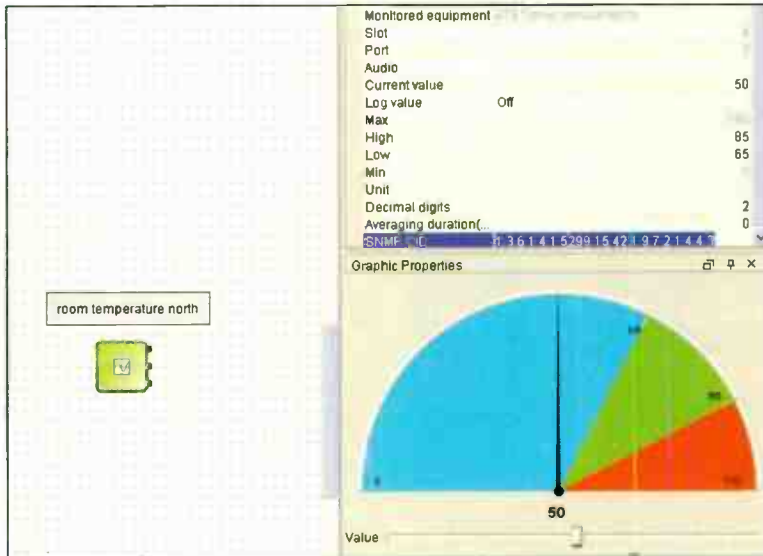 room temperature north
Monitored equipment
Slot
Port
Audio
Current value 50
Log value Off
Max
High 85
Low 65
Min
Unit
Decimal digits 2
Averaging duration(...
Graphic Properties
50
Value